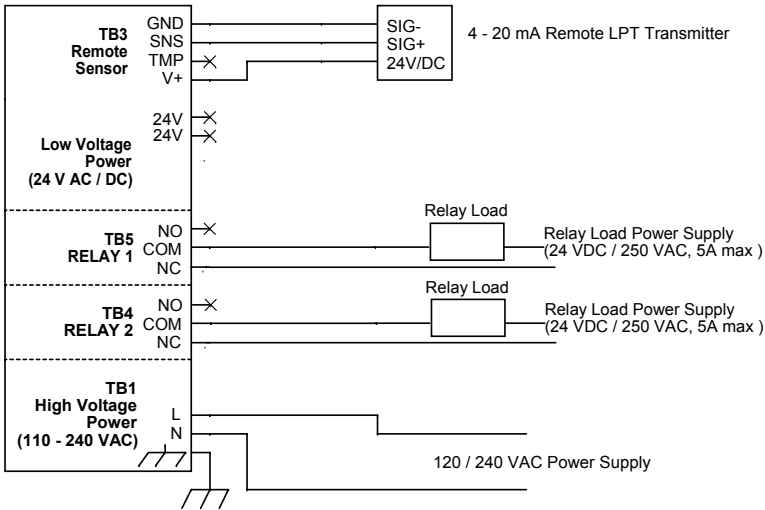 TB3
Remote
Sensor
GND
SNS
TMP
V+
SIG-
SIG+
24V/DC
4 - 20 mA Remote LPT Transmitter
24V
24V
Low Voltage
Power
(24 V AC / DC)
TB5
RELAY 1
NO
COM
NC
Relay Load
Relay Load Power Supply
(24 VDC / 250 VAC, 5A max )
TB4
RELAY 2
NO
COM
NC
Relay Load
Relay Load Power Supply
(24 VDC / 250 VAC, 5A max )
TB1
High Voltage
Power
(110 - 240 VAC)
L
N
120 / 240 VAC Power Supply